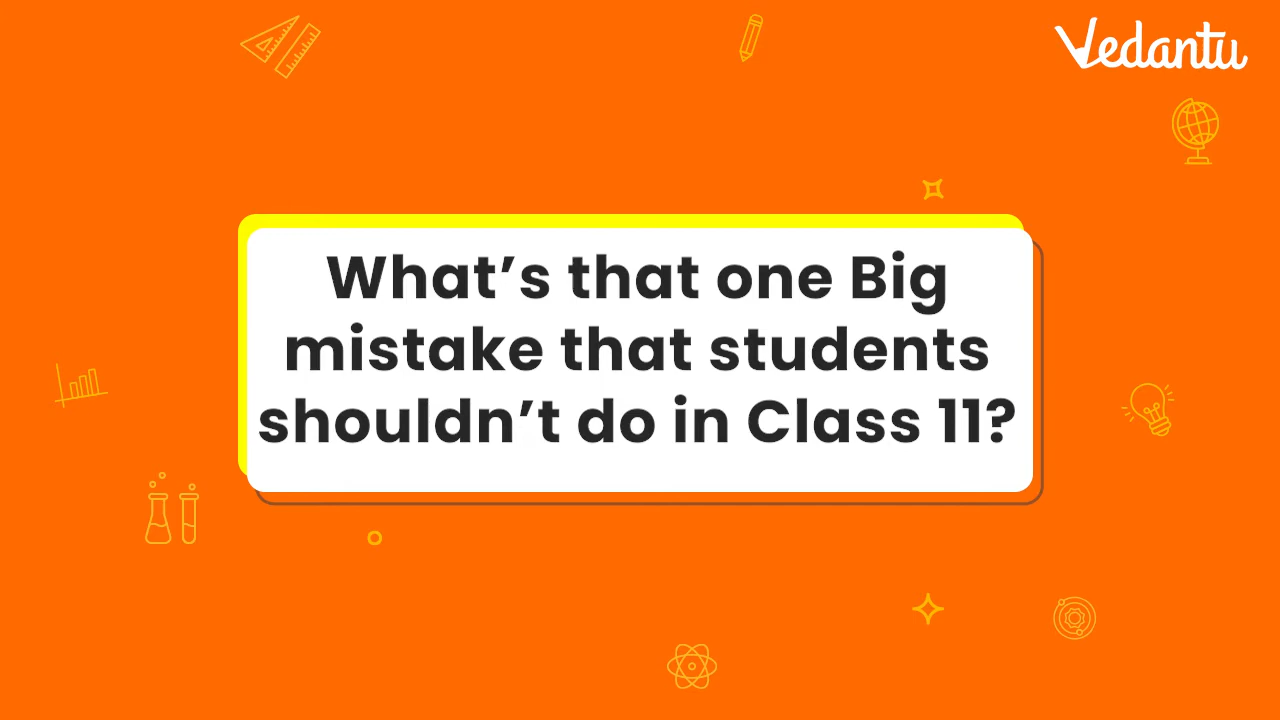 Vedantu
What’s that one Big
mistake that students
shouldn’t do in Class 11?